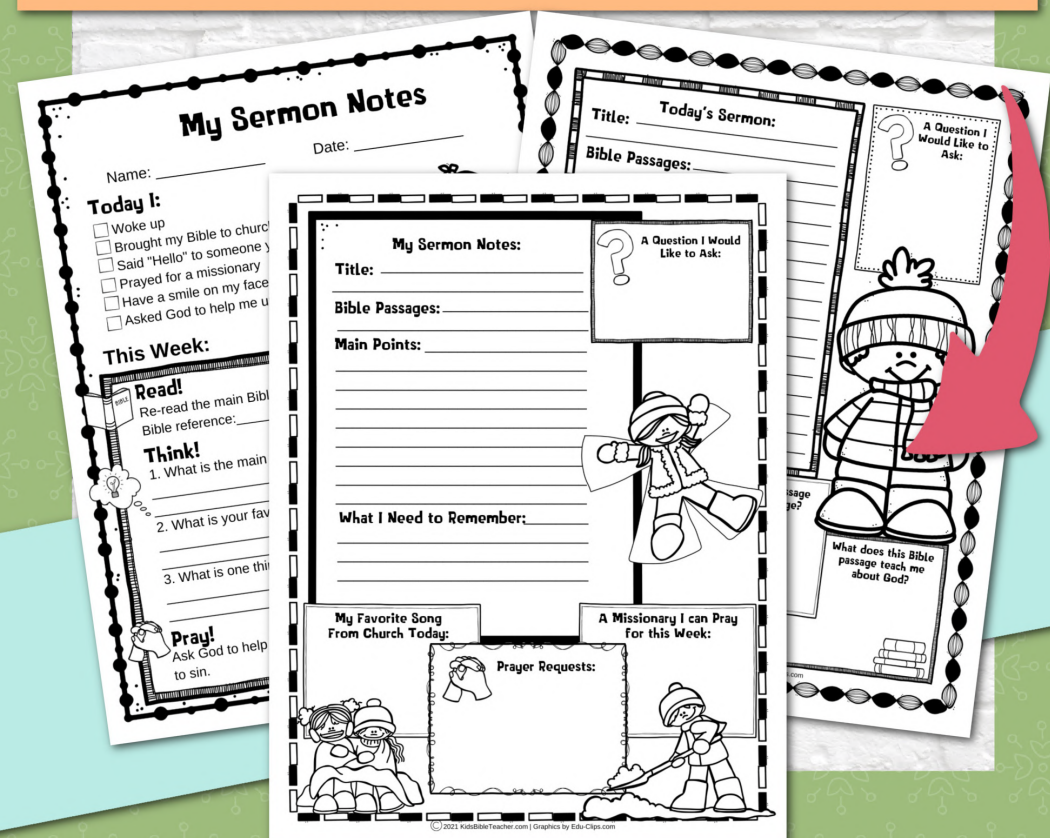 My Sermon Notes
Name:
Date:
Today I:
Woke up
Brought my Bible to
Said "Hello" to someone
Prayed for a missionary
Have a smile on my face
Asked God to help me
This Week:
Read!
Re-read the main
Bible reference:
BIBLE
Think!
1. What is the main
2. What is your
3. What is one
Pray!
Ask God to help
to sin.
My Sermon Notes:
Title:
Bible Passages:
Main Points:
What I Need to Remember:
A Question I Would
Like to Ask:
My Favorite Song
From Church Today:
Prayer Requests:
A Missionary I can Pray
for this Week:
© 2021 KidsBibleTeacher.com | Graphics by Edu-Clips.com
Today's Sermon:
Title:
Bible Passages:
A Question I
Would Like to
Ask:
What does this Bible
passage teach me
about God?